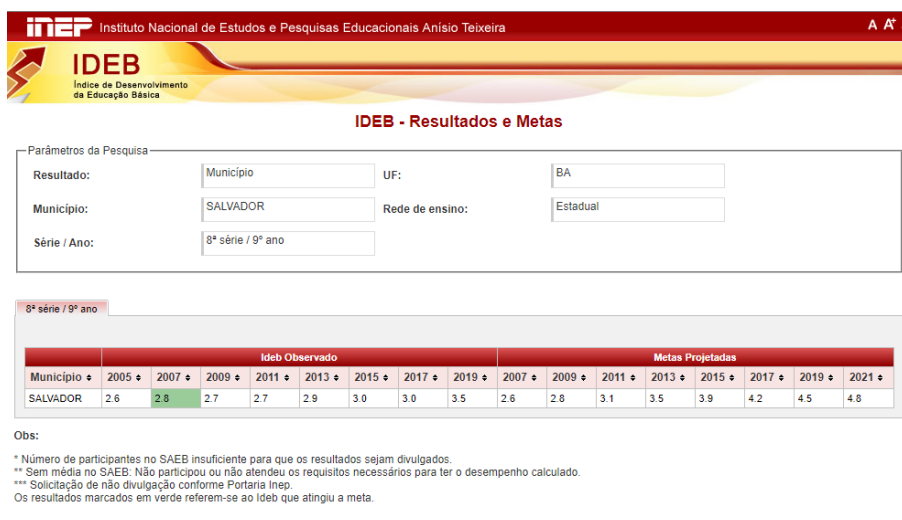 inep Instituto Nacional de Estudos e Pesquisas Educacionais Anísio Teixeira A A+
IDEB
Índice de Desenvolvimento
da Educação Básica
IDEB - Resultados e Metas
Parâmetros da Pesquisa
Resultado: Município UF: BA
Município: SALVADOR Rede de ensino: Estadual
Série / Ano: 8ª série / 9º ano
8ª série / 9º ano
Ideb Observado Metas Projetadas
Município 2005 2007 2009 2011 2013 2015 2017 2019 2007 2009 2011 2013 2015 2017 2019 2021
SALVADOR 2.6 2.8 2.7 2.7 2.9 3.0 3.0 3.5 2.6 2.8 3.1 3.5 3.9 4.2 4.5 4.8
Obs:
* Número de participantes no SAEB insuficiente para que os resultados sejam divulgados.
** Sem média no SAEB: Não participou ou não atendeu os requisitos necessários para ter o desempenho calculado.
*** Solicitação de não divulgação conforme Portaria Inep.
Os resultados marcados em verde referem-se ao Ideb que atingiu a meta.